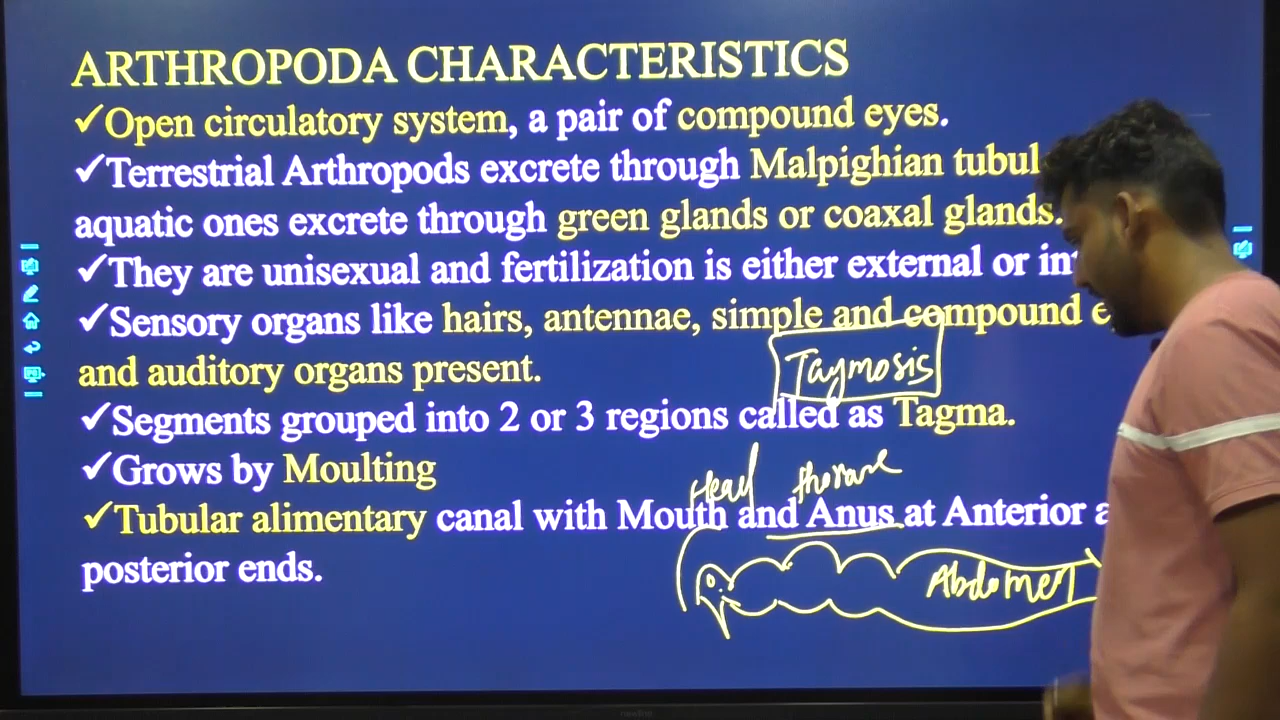 ARTHROPODA CHARACTERISTICS
✓Open circulatory system, a pair of compound eyes.
✓Terrestrial Arthropods excrete through Malpighian tubul
aquatic ones excrete through green glands or coaxal glands.
✓They are unisexual and fertilization is either external or int
✓Sensory organs like hairs, antennae, simple and compound e
Taymosis
and auditory organs present.
✓Segments grouped into 2 or 3 regions called as Tagma.
✓Grows by Moulting
Head
✓Tubular alimentary canal with Mouth and Anus at Anterior a
posterior ends.
Abdomen